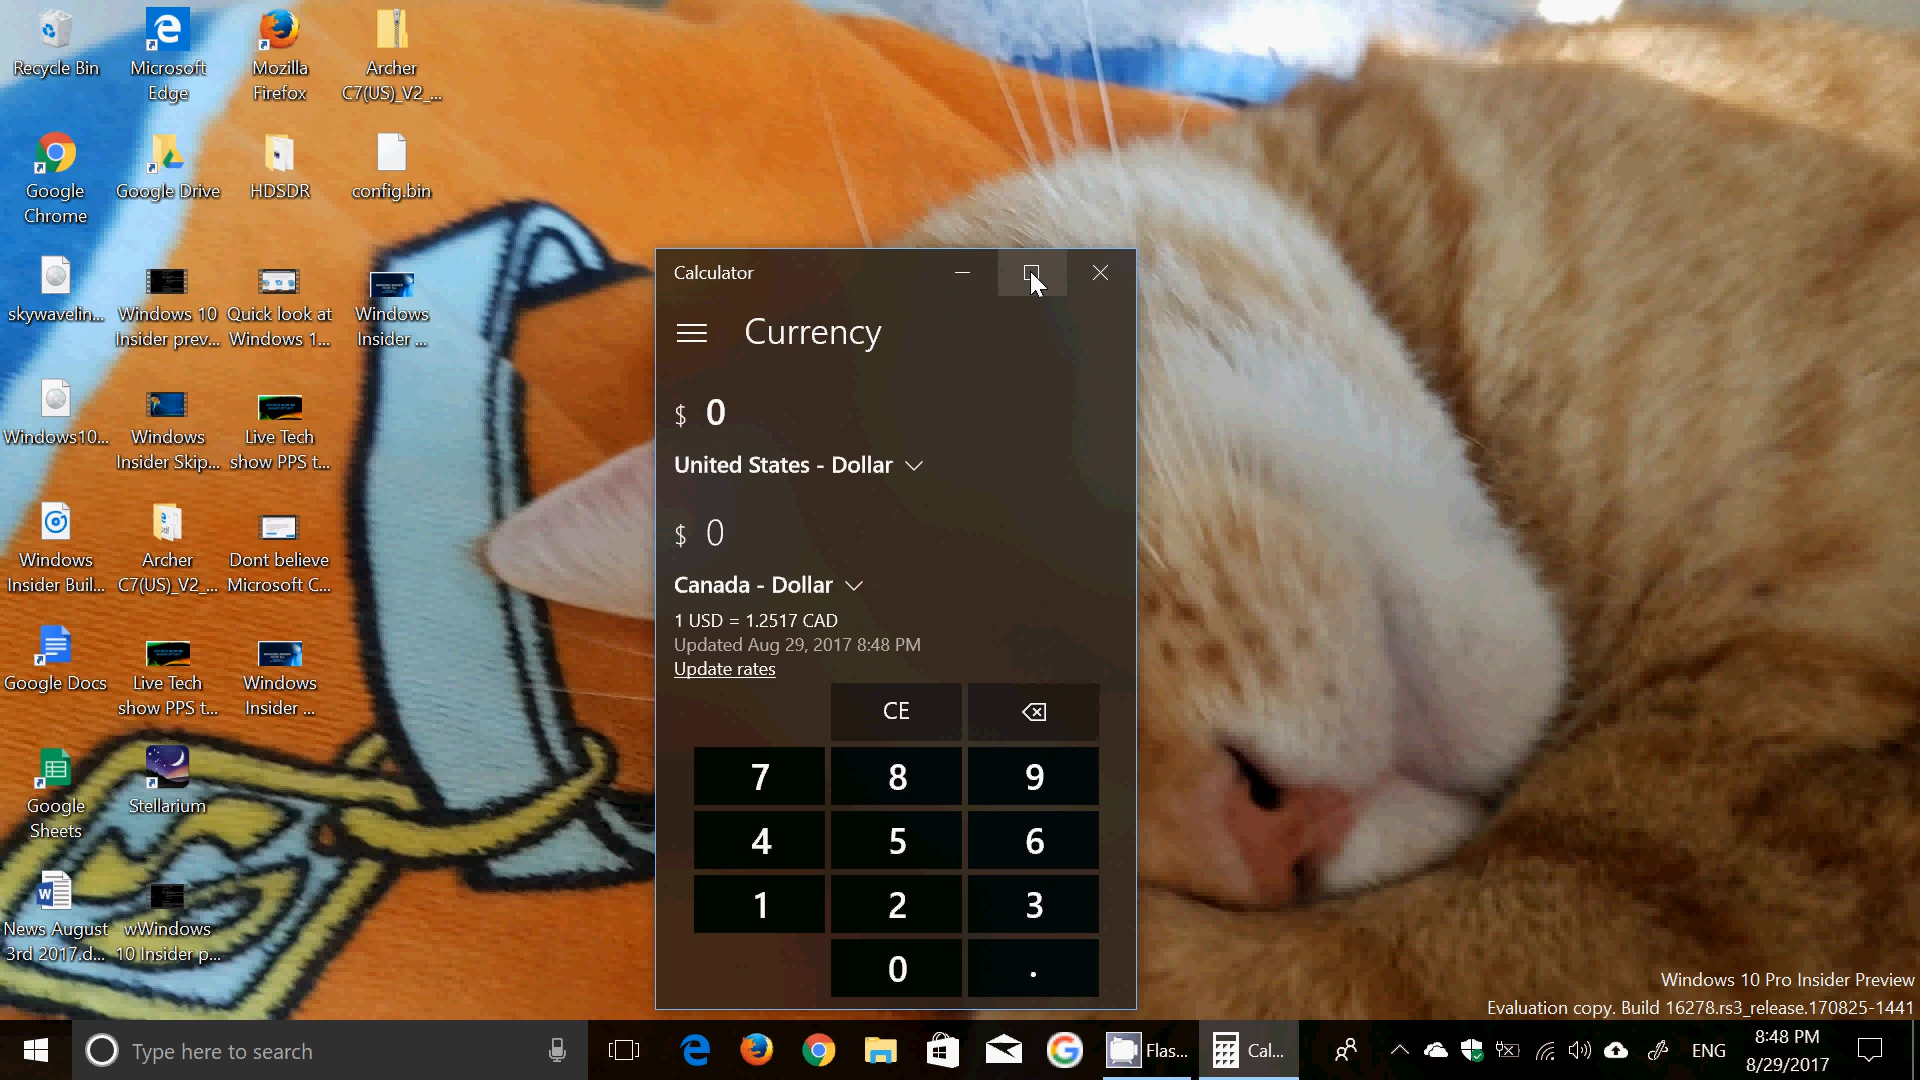 Recycle Bin
Microsoft
Edge
Mozilla
Firefox
Archer
C7(US)_V2_...
Google
Chrome
Google Drive
HDSDR
config.bin
skywavelin...
Windows 10
Insider prev...
Quick look at
Windows 1...
Windows
Insider ...
Windows10...
Windows
Insider Skip...
Live Tech
show PPS t...
Windows
Insider Buil...
Archer
C7(US)_V2_...
Dont believe
Microsoft C...
Google Docs
Live Tech
show PPS t...
Windows
Insider ...
Google
Sheets
Stellarium
News August
3rd 2017.d...
wWindows
10 Insider p...
Calculator
Currency
$ 0
United States - Dollar
$ 0
Canada - Dollar
1 USD = 1.2517 CAD
Updated Aug 29, 2017 8:48 PM
Update rates
CE
7 8 9
4 5 6
1 2 3
0 .
Windows 10 Pro Insider Preview
Evaluation copy. Build 16278.rs3_release.170825-1441
Type here to search
Flas...
Cal...
ENG
8:48 PM
8/29/2017